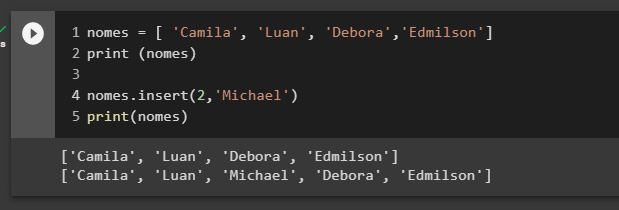 s
1 nomes = [ 'Camila', 'Luan', 'Debora','Edmilson']
2 print (nomes)
3
4 nomes.insert(2,'Michael')
5 print(nomes)
['Camila', 'Luan', 'Debora', 'Edmilson']
['Camila', 'Luan', 'Michael', 'Debora', 'Edmilson']